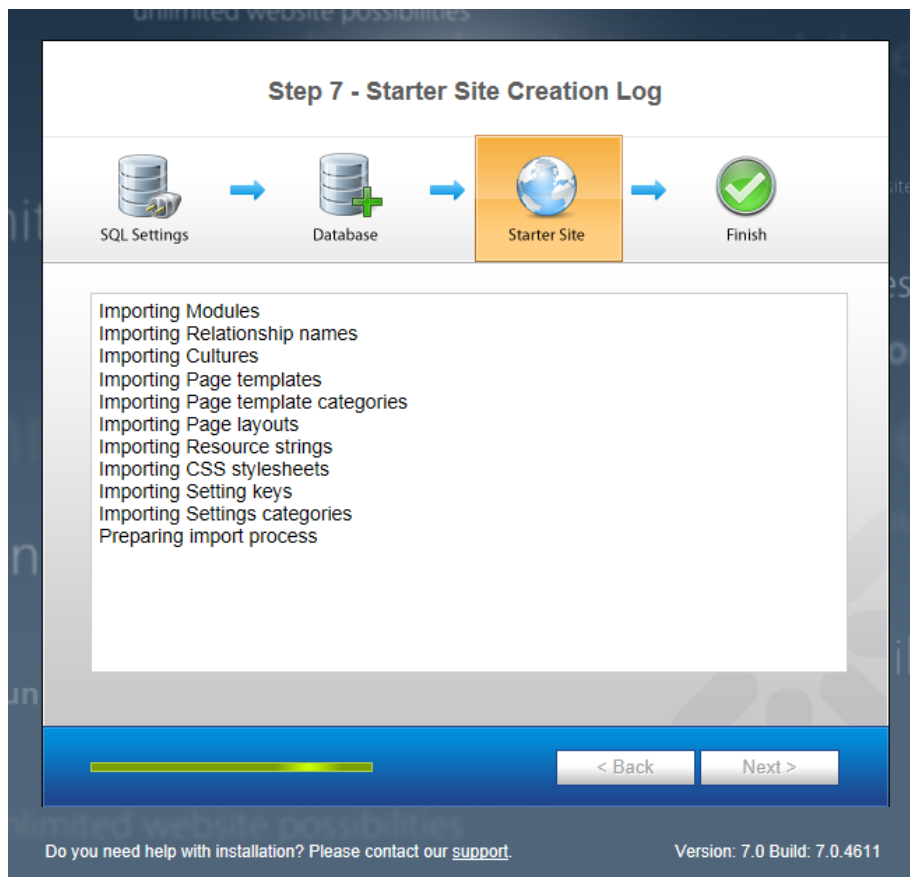 unlimited website possibilities
Step 7 - Starter Site Creation Log
SQL Settings
Database
Starter Site
Finish
Importing Modules
Importing Relationship names
Importing Cultures
Importing Page templates
Importing Page template categories
Importing Page layouts
Importing Resource strings
Importing CSS stylesheets
Importing Setting keys
Importing Settings categories
Preparing import process
< Back
Next >
unlimited website possibilities
Do you need help with installation? Please contact our support.
Version: 7.0 Build: 7.0.4611